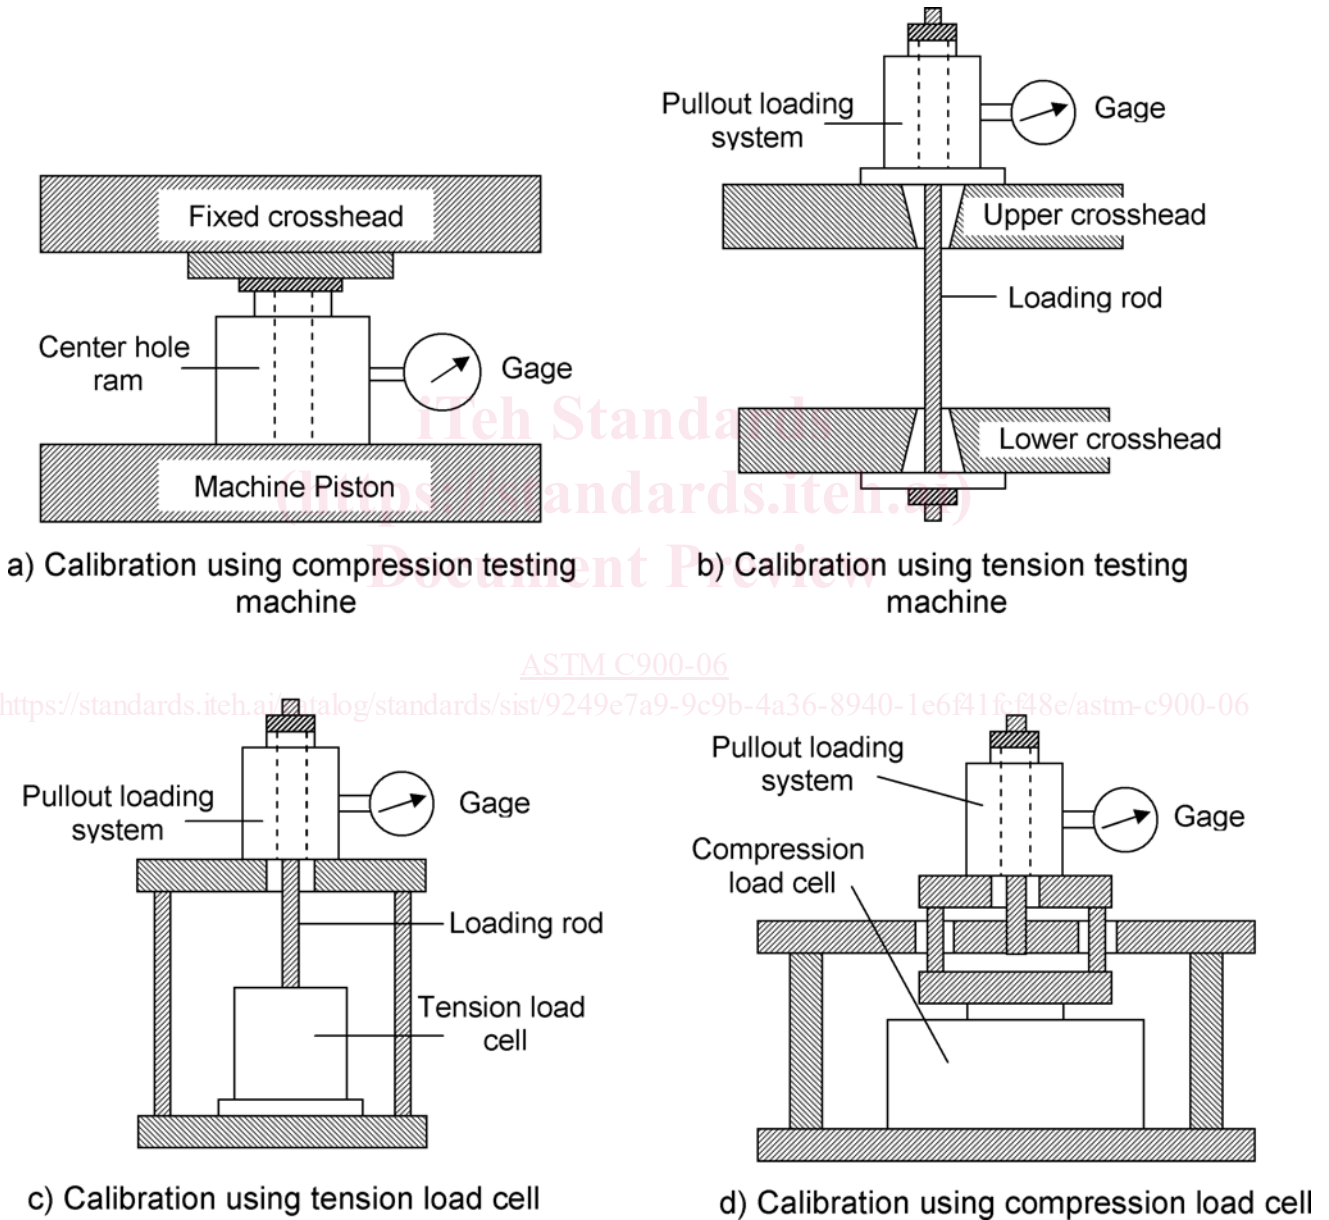 Pullout loading
system
Gage
Fixed crosshead
Upper crosshead
Loading rod
Center hole
ram
Gage
Lower crosshead
Machine Piston
iTeh Standards
(https://standards.iteh.ai)
Document Preview
a) Calibration using compression testing
machine
b) Calibration using tension testing
machine
ASTM C900-06
https://standards.iteh.ai/catalog/standards/sist/9249e7a9-9c9b-4a36-8940-1e6f41fcf48e/astm-c900-06
Pullout loading
system
Gage
Loading rod
Tension load
cell
c) Calibration using tension load cell
Pullout loading
system
Gage
Compression
load cell
d) Calibration using compression load cell